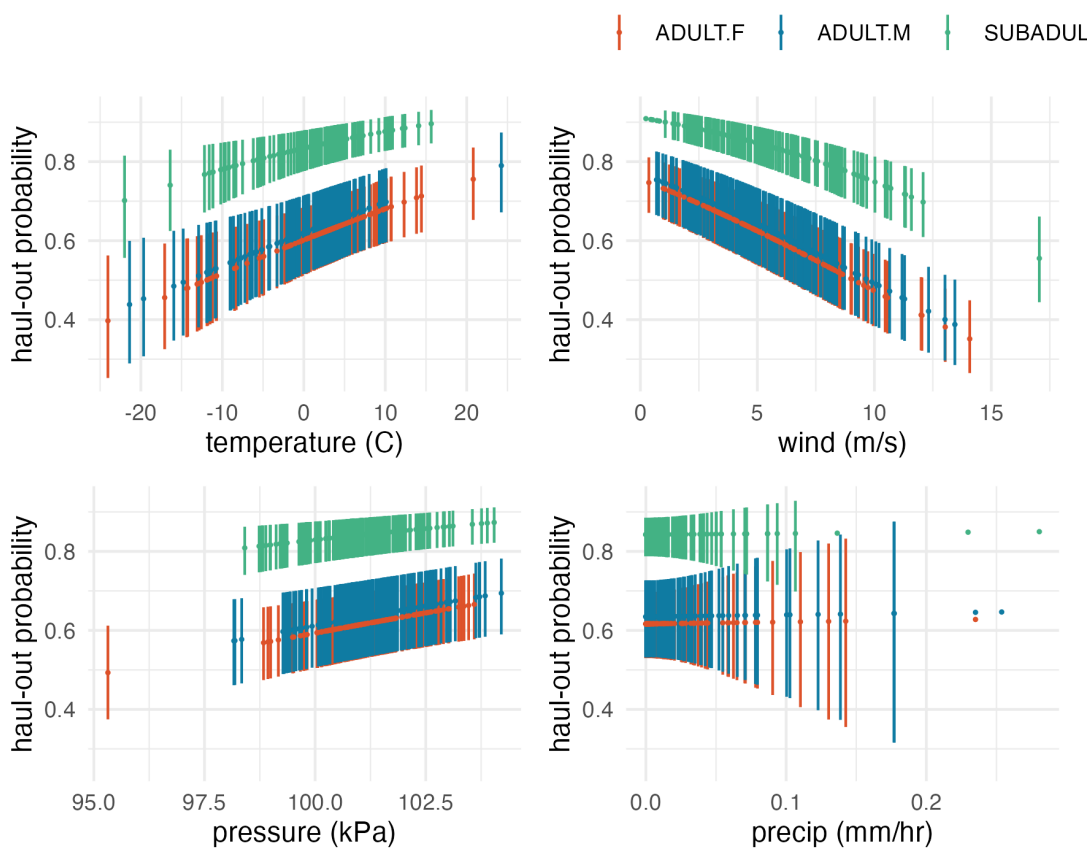 ADULT.F ADULT.M SUBADUL
haul-out probability
0.8
0.6
0.4
-20 -10 0 10 20
temperature (C)
haul-out probability
0.8
0.6
0.4
0 5 10 15
wind (m/s)
haul-out probability
0.8
0.6
0.4
95.0 97.5 100.0 102.5
pressure (kPa)
haul-out probability
0.8
0.6
0.4
0.0 0.1 0.2
precip (mm/hr)